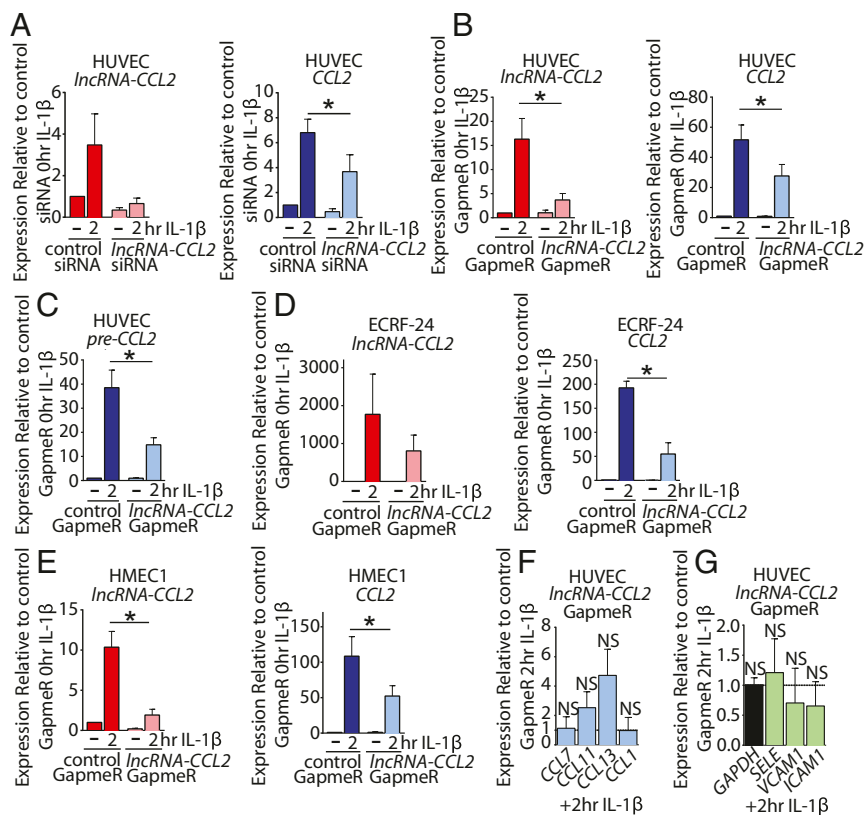 A
HUVEC
lncRNA-CCL2
Expression Relative to control
siRNA 0hr IL-1β
6
4
2
0
− 2 − 2 hr IL-1β
control lncRNA-CCL2
siRNA siRNA
HUVEC
CCL2
Expression Relative to control
siRNA 0hr IL-1β
10
8
6
4
2
0
*
− 2 − 2 hr IL-1β
control lncRNA-CCL2
siRNA siRNA
B
HUVEC
lncRNA-CCL2
Expression Relative to control
GapmeR 0hr IL-1β
25
20
15
10
5
0
*
− 2 − 2 hr IL-1β
control lncRNA-CCL2
GapmeR GapmeR
HUVEC
CCL2
Expression Relative to control
GapmeR 0hr IL-1β
80
60
40
20
0
*
− 2 − 2 hr IL-1β
control lncRNA-CCL2
GapmeR GapmeR
C
HUVEC
pre-CCL2
Expression Relative to control
GapmeR 0hr IL-1β
50
40
30
20
10
0
*
− 2 − 2 hr IL-1β
control lncRNA-CCL2
GapmeR GapmeR
D
ECRF-24
lncRNA-CCL2
Expression Relative to control
GapmeR 0hr IL-1β
3000
2000
1000
0
− 2 − 2 hr IL-1β
control lncRNA-CCL2
GapmeR GapmeR
ECRF-24
CCL2
Expression Relative to control
GapmeR 0hr IL-1β
250
200
150
100
50
0
*
− 2 − 2 hr IL-1β
control lncRNA-CCL2
GapmeR GapmeR
E
HMEC1
lncRNA-CCL2
Expression Relative to control
GapmeR 0hr IL-1β
15
10
5
0
*
− 2 − 2 hr IL-1β
control lncRNA-CCL2
GapmeR GapmeR
HMEC1
CCL2
Expression Relative to control
GapmeR 0hr IL-1β
150
100
50
0
*
− 2 − 2 hr IL-1β
control lncRNA-CCL2
GapmeR GapmeR
F
HUVEC
lncRNA-CCL2
GapmeR
Expression Relative to control
GapmeR 2hr IL-1β
8
6
4
2
1
0
NS NS NS NS
CCL7 CCL11 CCL13 CCL1
+2hr IL-1β
G
HUVEC
lncRNA-CCL2
GapmeR
Expression Relative to control
GapmeR 2hr IL-1β
2.0
1.5
1.0
0.5
0.0
NS NS NS NS
GAPDH SELE VCAM1 ICAM1
+2hr IL-1β